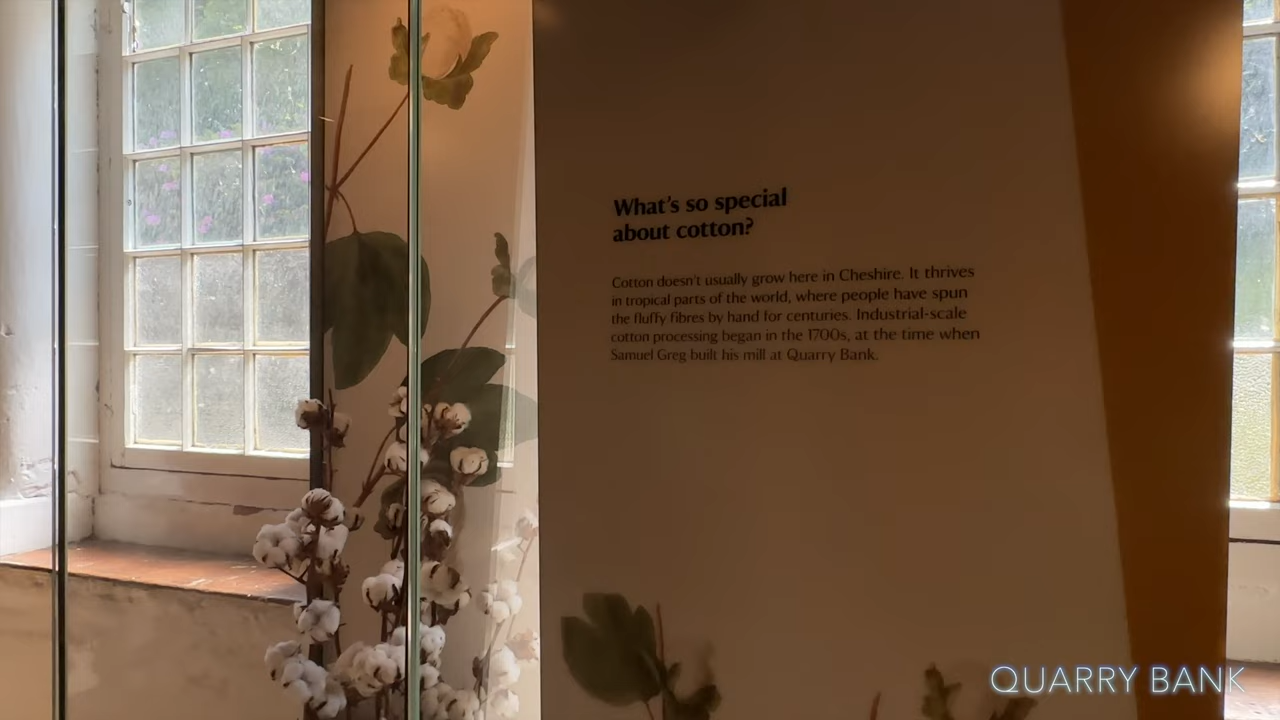 What's so special
about cotton?
Cotton doesn't usually grow here in Cheshire. It thrives
in tropical parts of the world, where people have spun
the fluffy fibres by hand for centuries. Industrial-scale
cotton processing began in the 1700s, at the time when
Samuel Greg built his mill at Quarry Bank.
QUARRY BANK